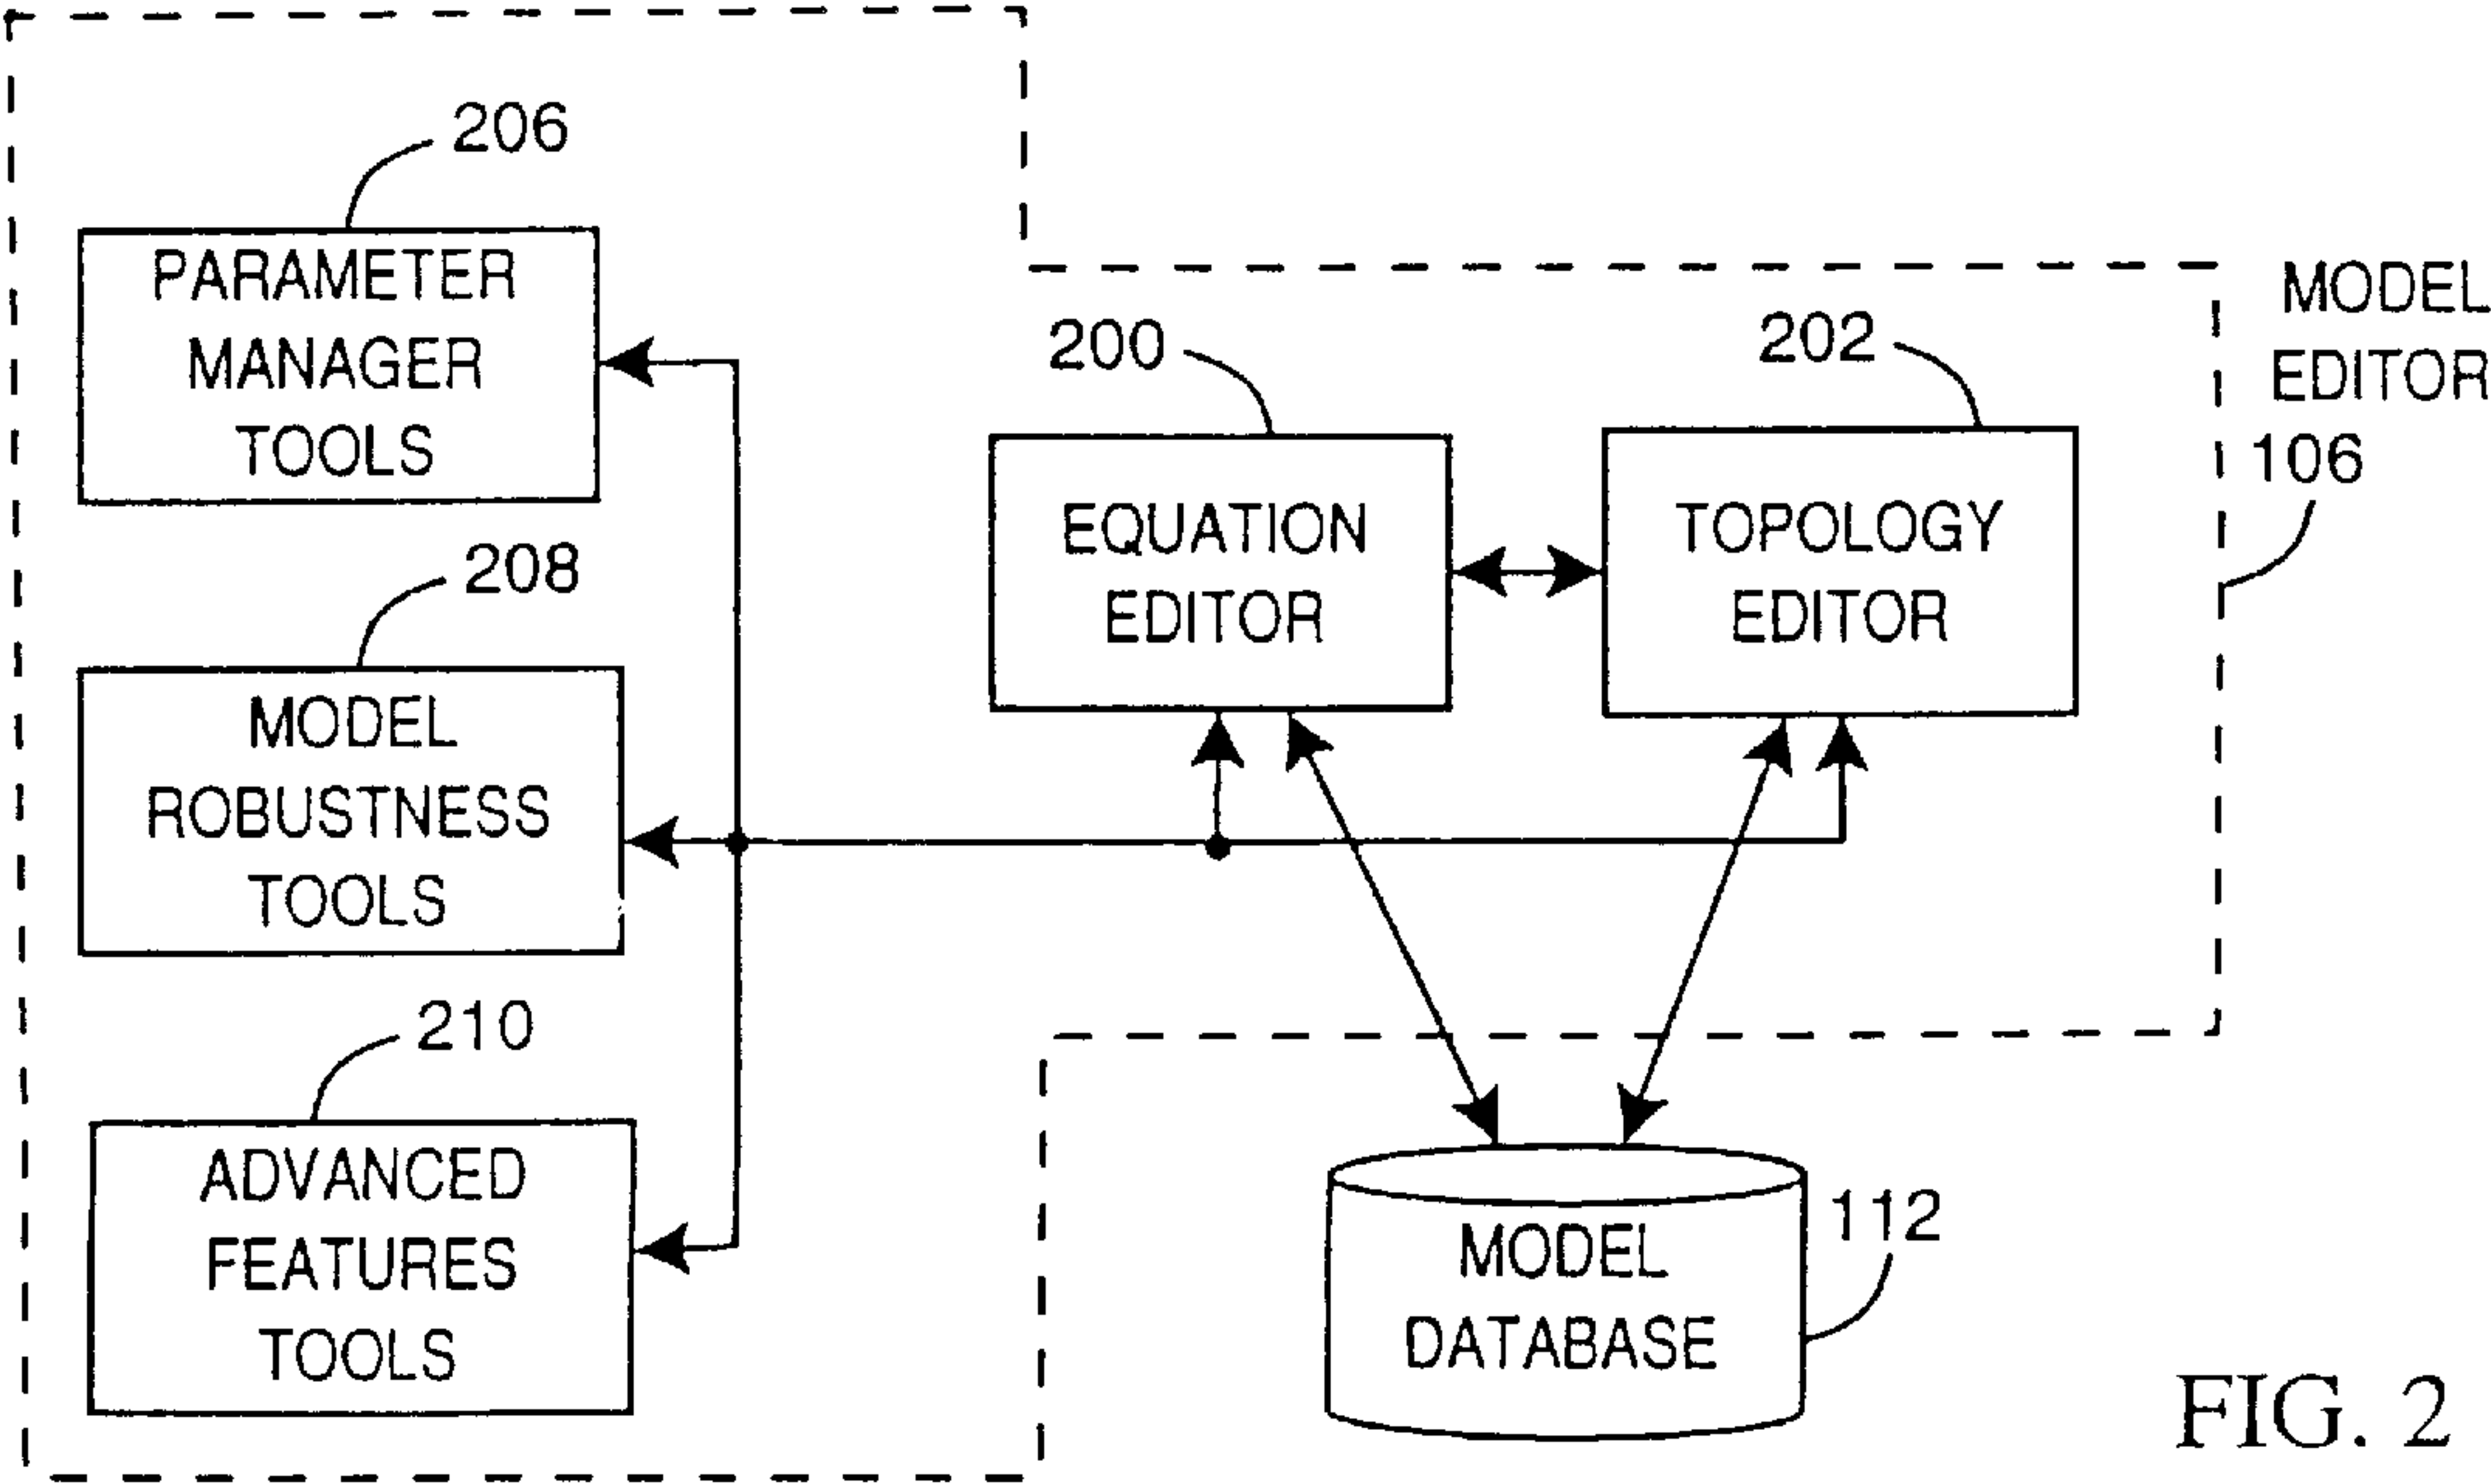 206
PARAMETER
MANAGER
TOOLS
208
MODEL
ROBUSTNESS
TOOLS
210
ADVANCED
FEATURES
TOOLS
200
EQUATION
EDITOR
202
TOPOLOGY
EDITOR
MODEL
EDITOR
106
112
MODEL
DATABASE
FIG. 2